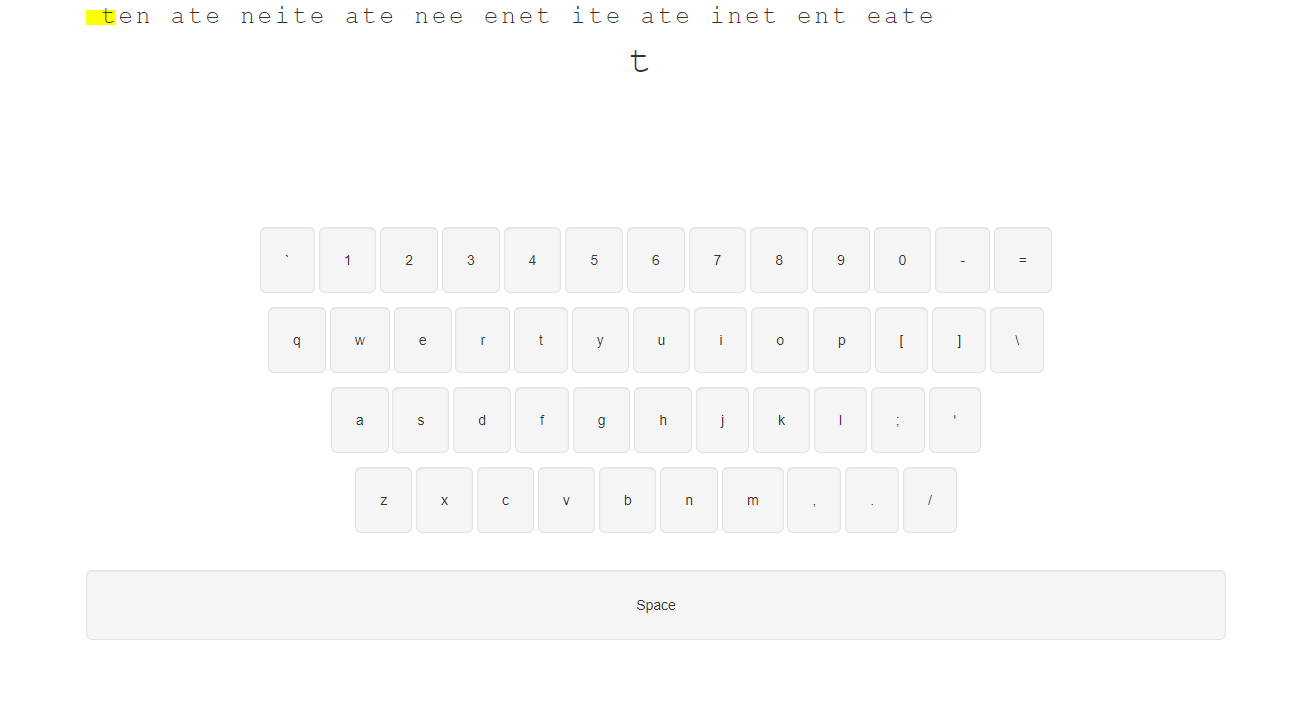 ten ate neite ate nee enet ite ate inet ent eate
t
` 1 2 3 4 5 6 7 8 9 0 - =
q w e r t y u i o p [ ] \
a s d f g h j k l ; '
z x c v b n m , . /
Space